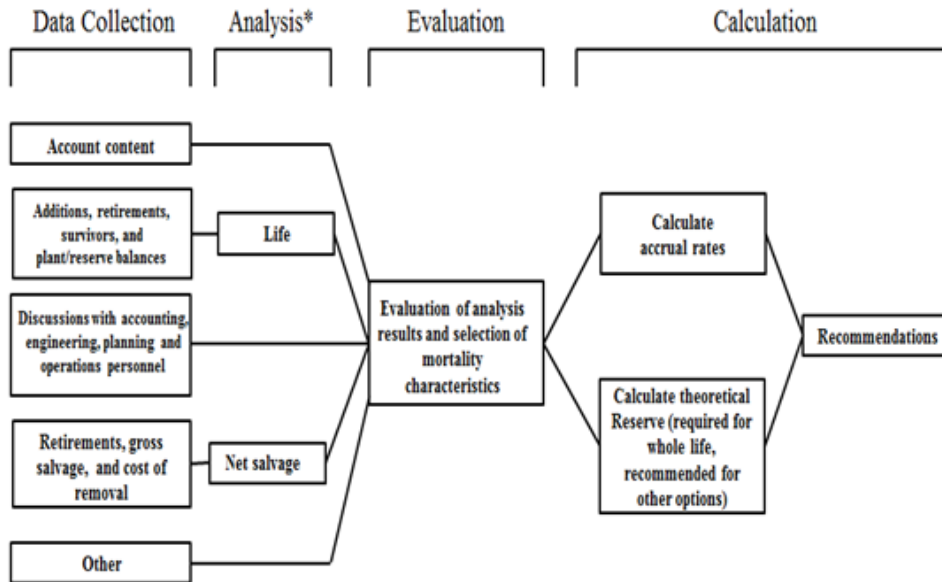 Data Collection
Analysis*
Evaluation
Calculation
Account content
Additions, retirements,
survivors, and
plant/reserve balances
Life
Discussions with accounting,
engineering, planning and
operations personnel
Retirements, gross
salvage, and cost of
removal
Net salvage
Other
Evaluation of analysis
results and selection of
mortality
characteristics
Calculate
accrual rates
Calculate theoretical
Reserve (required for
whole life,
recommended for
other options)
Recommendations